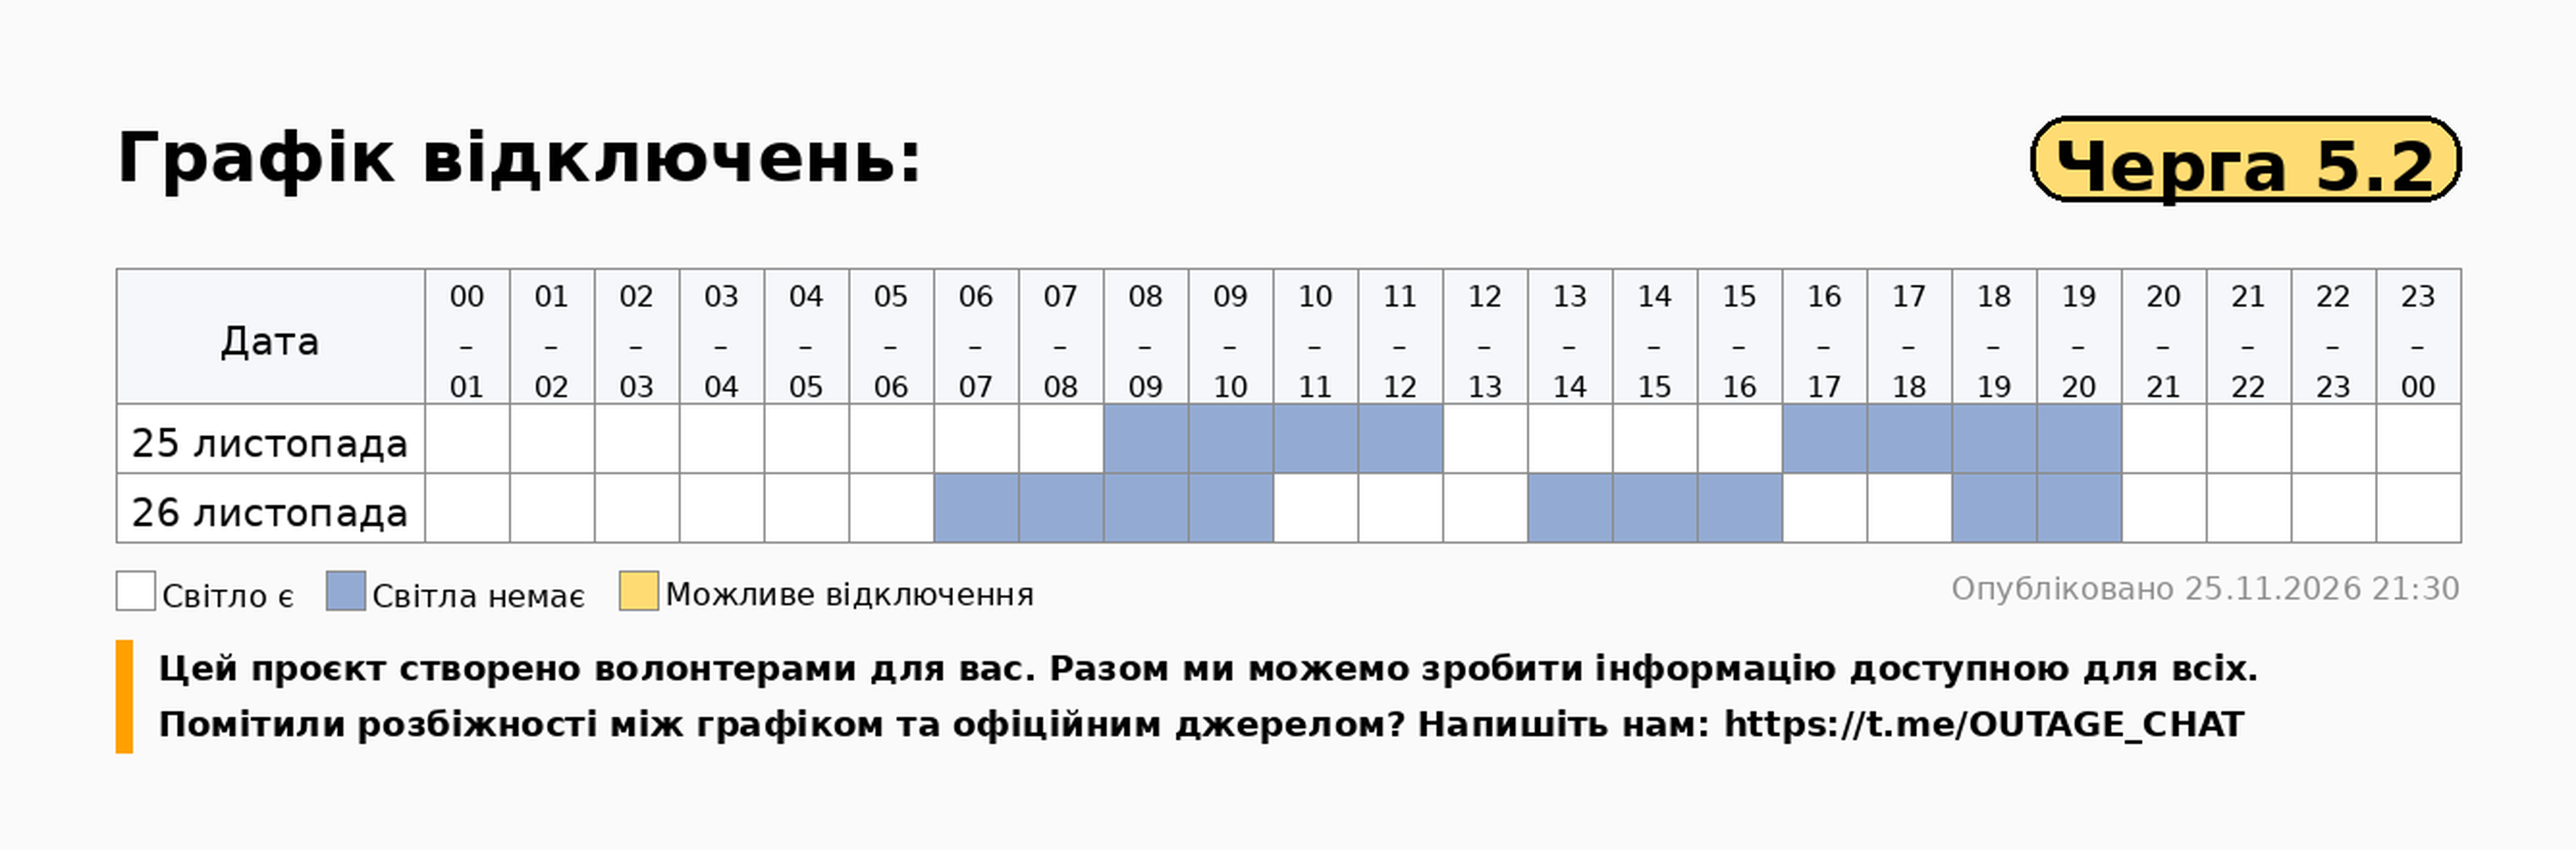 Графік відключень:
Черга 5.2
Дата 00 – 01 01 – 02 02 – 03 03 – 04 04 – 05 05 – 06 06 – 07 07 – 08 08 – 09 09 – 10 10 – 11 11 – 12 12 – 13 13 – 14 14 – 15 15 – 16 16 – 17 17 – 18 18 – 19 19 – 20 20 – 21 21 – 22 22 – 23 23 – 00
25 листопада
26 листопада
Світло є Світла немає Можливе відключення
Опубліковано 25.11.2026 21:30
Цей проєкт створено волонтерами для вас. Разом ми можемо зробити інформацію доступною для всіх.
Помітили розбіжності між графіком та офіційним джерелом? Напишіть нам: https://t.me/OUTAGE_CHAT